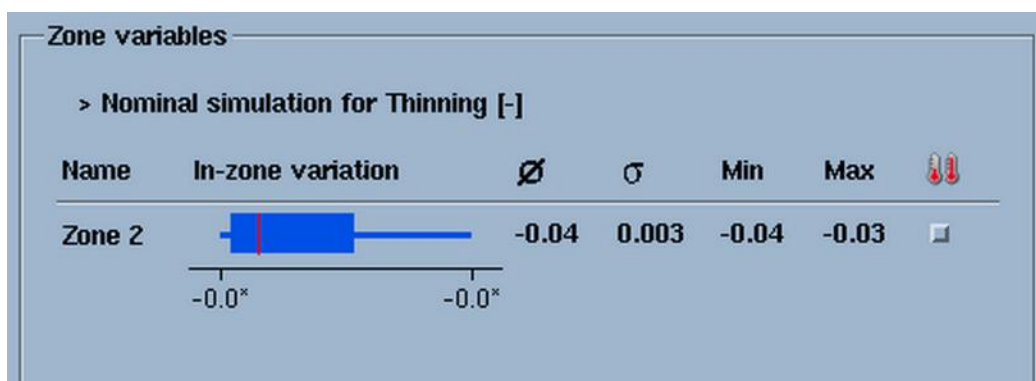 Zone variables
> Nominal simulation for Thinning [-]
Name In-zone variation Ø σ Min Max
Zone 2 -0.04 0.003 -0.04 -0.03
-0.0* -0.0*